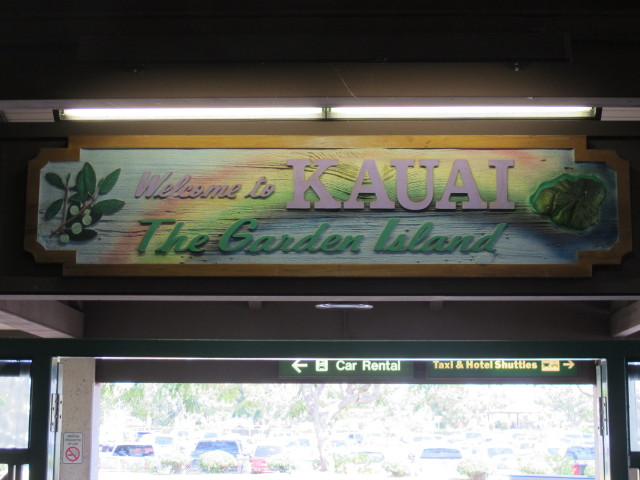 Welcome to KAUAI
The Garden Island
← Car Rental
Taxi & Hotel Shuttles →